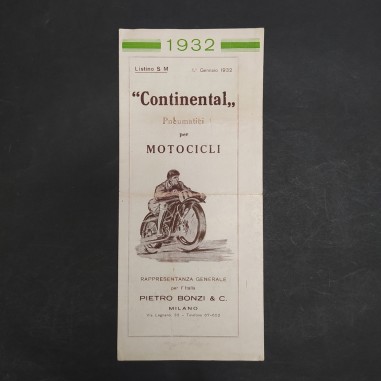 1932
Listino S. M
1° Gennaio 1932
“Continental„
Pneumatici
per
MOTOCICLI
RAPPRESENTANZA GENERALE
per l'Italia
PIETRO BONZI & C.
MILANO